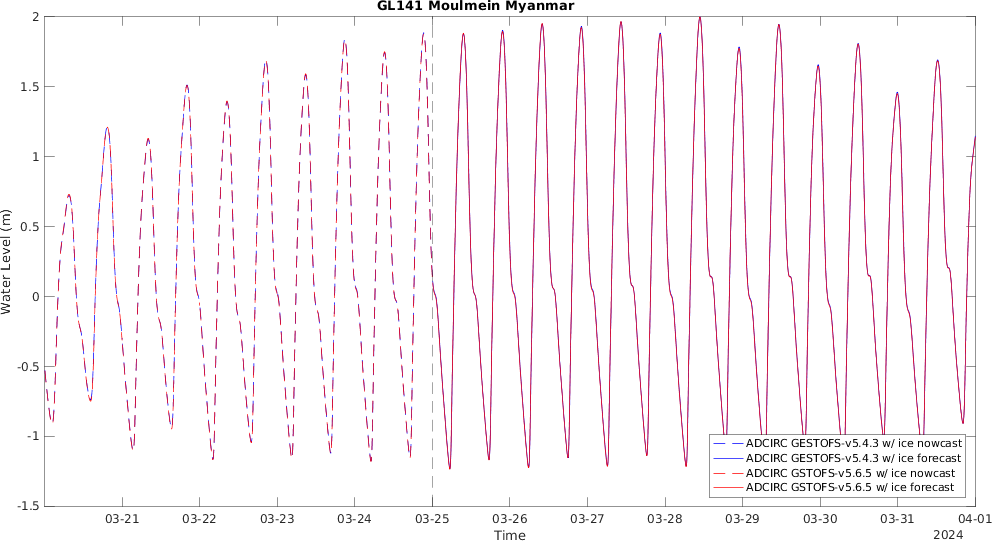 GL141 Moulmein Myanmar
2
1.5
1
0.5
0
-0.5
-1
-1.5
Water Level (m)
ADCIRC GESTOFS-v5.4.3 w/ ice nowcast
ADCIRC GESTOFS-v5.4.3 w/ ice forecast
ADCIRC GSTOFS-v5.6.5 w/ ice nowcast
ADCIRC GSTOFS-v5.6.5 w/ ice forecast
03-21 03-22 03-23 03-24 03-25 03-26 03-27 03-28 03-29 03-30 03-31 04-01
Time
2024